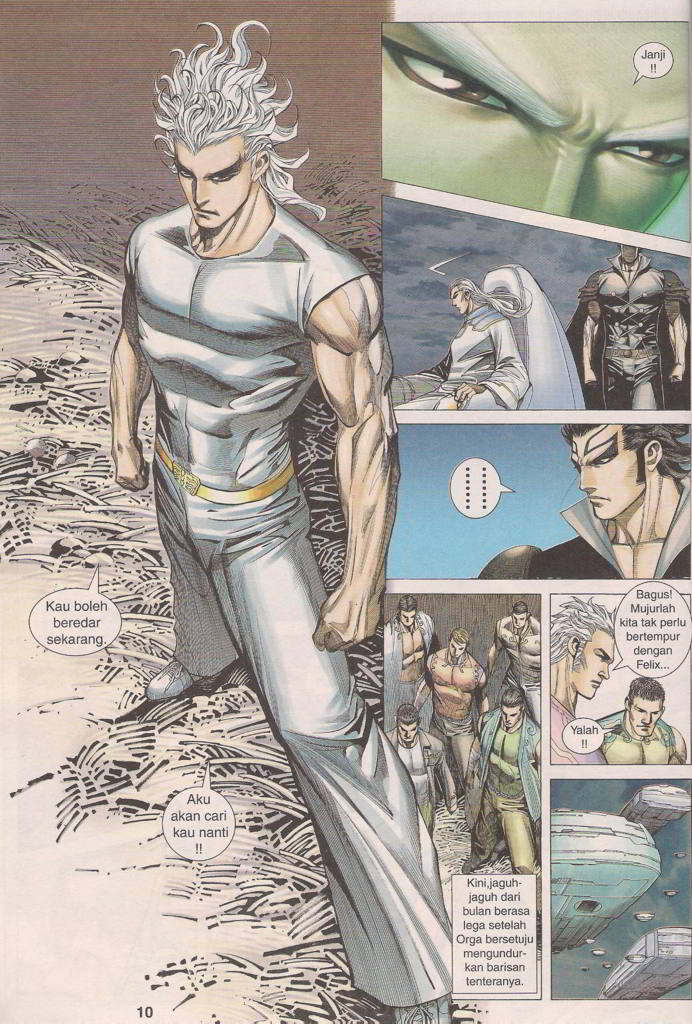 Janji
!!
Kau boleh
beredar
sekarang.
Aku
akan cari
kau nanti
!!
Bagus!
Mujurlah
kita tak perlu
bertempur
dengan
Felix...
Yalah
!!
Kini,jaguh-
jaguh dari
bulan berasa
lega setelah
Orga bersetuju
mengundur-
kan barisan
tenteranya.
10